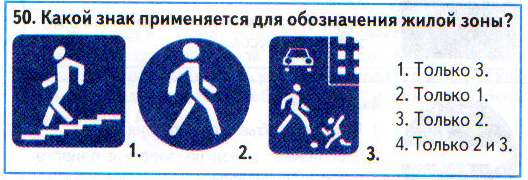 50. Какой знак применяется для обозначения жилой зоны?
1. 2. 3.
1. Только 3.
2. Только 1.
3. Только 2.
4. Только 2 и 3.